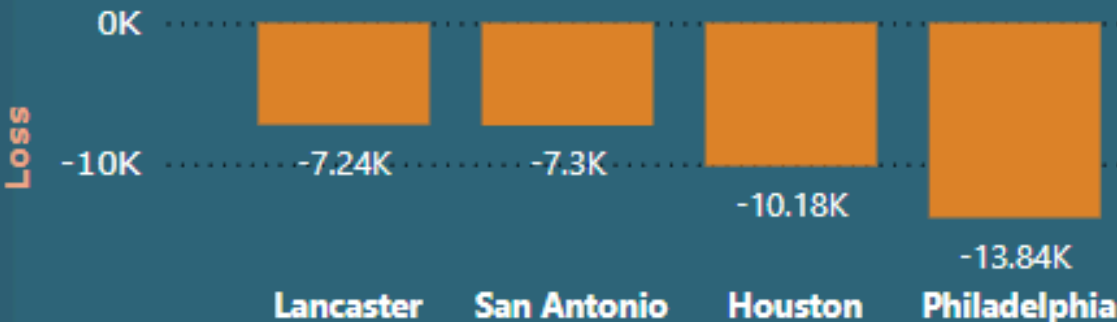 0K
Loss
-10K
-7.24K
-7.3K
-10.18K
-13.84K
Lancaster
San Antonio
Houston
Philadelphia